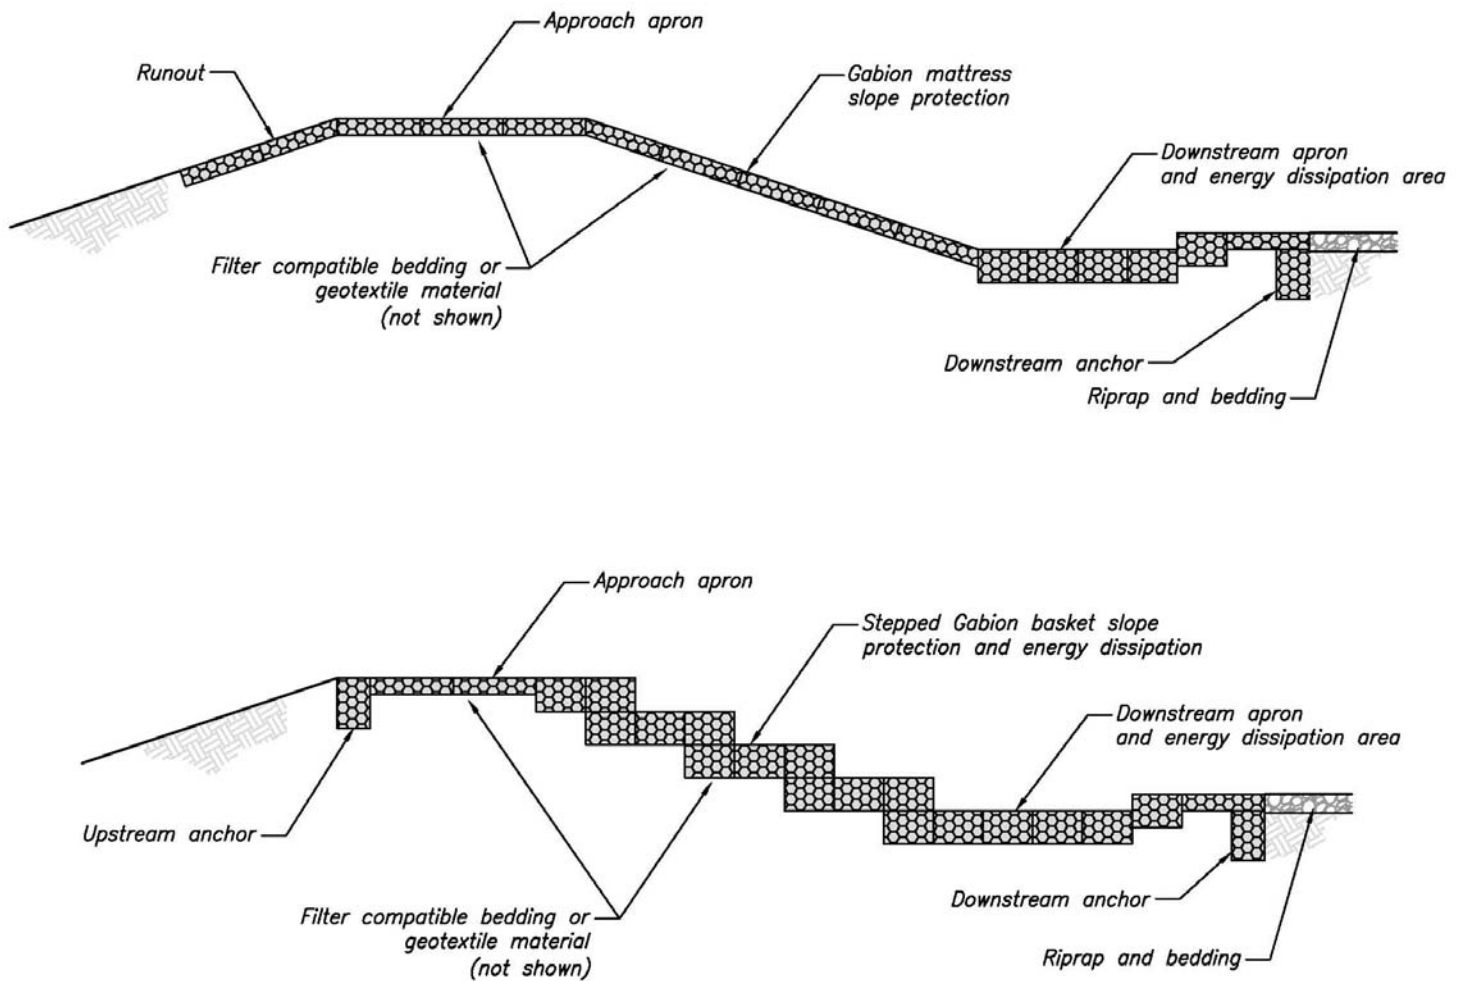 Approach apron
Runout
Gabion mattress
slope protection
Downstream apron
and energy dissipation area
Filter compatible bedding or
geotextile material
(not shown)
Downstream anchor
Riprap and bedding
Approach apron
Stepped Gabion basket slope
protection and energy dissipation
Downstream apron
and energy dissipation area
Upstream anchor
Filter compatible bedding or
geotextile material
(not shown)
Downstream anchor
Riprap and bedding